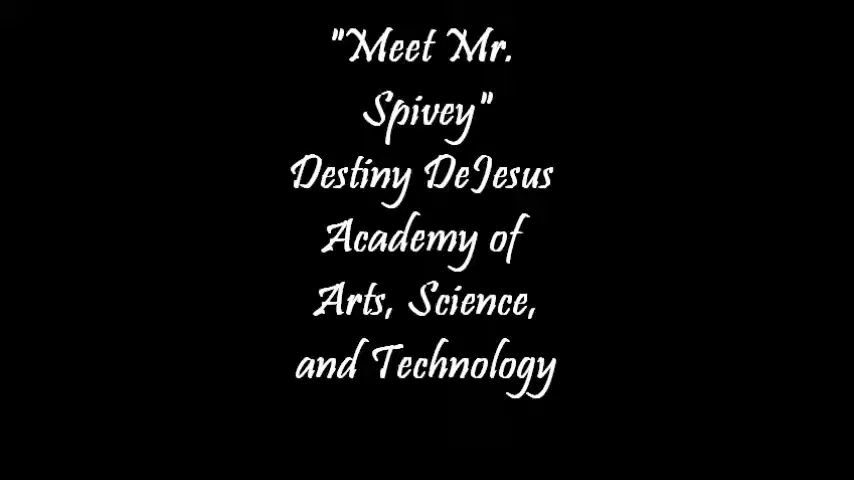 "Meet Mr.
Spivey"
Destiny DeJesus
Academy of
Arts, Science,
and Technology